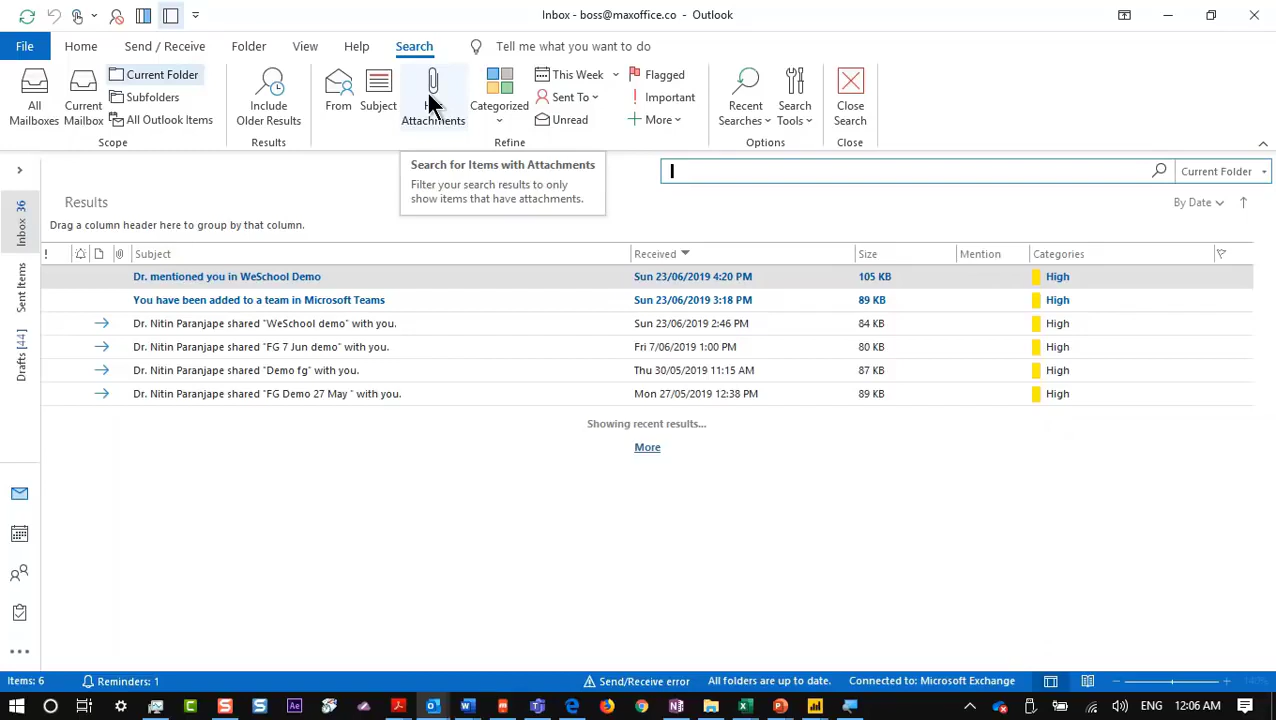 Inbox - boss@maxoffice.co - Outlook
File Home Send / Receive Folder View Help Search Tell me what you want to do
All Mailboxes
Current Mailbox
Current Folder
Subfolders
All Outlook Items
Scope
Include Older Results
Results
From
Subject
Attachments
Categorized
This Week
Sent To
Unread
Flagged
Important
More
Refine
Recent Searches
Search Tools
Options
Close Search
Close
Search for Items with Attachments
Filter your search results to only
show items that have attachments.
Current Folder
Results
By Date
Drag a column header here to group by that column.
! Subject Received Size Mention Categories
Dr. mentioned you in WeSchool Demo Sun 23/06/2019 4:20 PM 105 KB High
You have been added to a team in Microsoft Teams Sun 23/06/2019 3:18 PM 89 KB High
Dr. Nitin Paranjape shared "WeSchool demo" with you. Sun 23/06/2019 2:46 PM 84 KB High
Dr. Nitin Paranjape shared "FG 7 Jun demo" with you. Fri 7/06/2019 1:00 PM 80 KB High
Dr. Nitin Paranjape shared "Demo fg" with you. Thu 30/05/2019 11:15 AM 87 KB High
Dr. Nitin Paranjape shared "FG Demo 27 May " with you. Mon 27/05/2019 12:38 PM 89 KB High
Showing recent results...
More
Inbox 36
Sent Items
Drafts [44]
Items: 6 Reminders: 1 Send/Receive error All folders are up to date. Connected to: Microsoft Exchange
12:06 AM